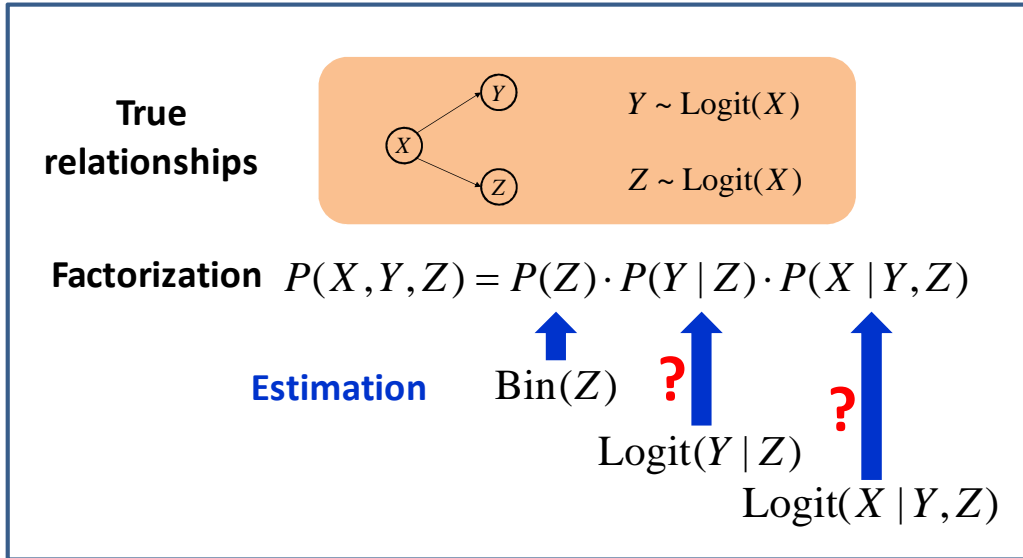 True
relationships
Y
X
Z
Y ~ Logit(X)
Z ~ Logit(X)
Factorization P(X,Y,Z) = P(Z)·P(Y|Z)·P(X|Y,Z)
Estimation Bin(Z) ? ?
Logit(Y|Z)
Logit(X|Y,Z)